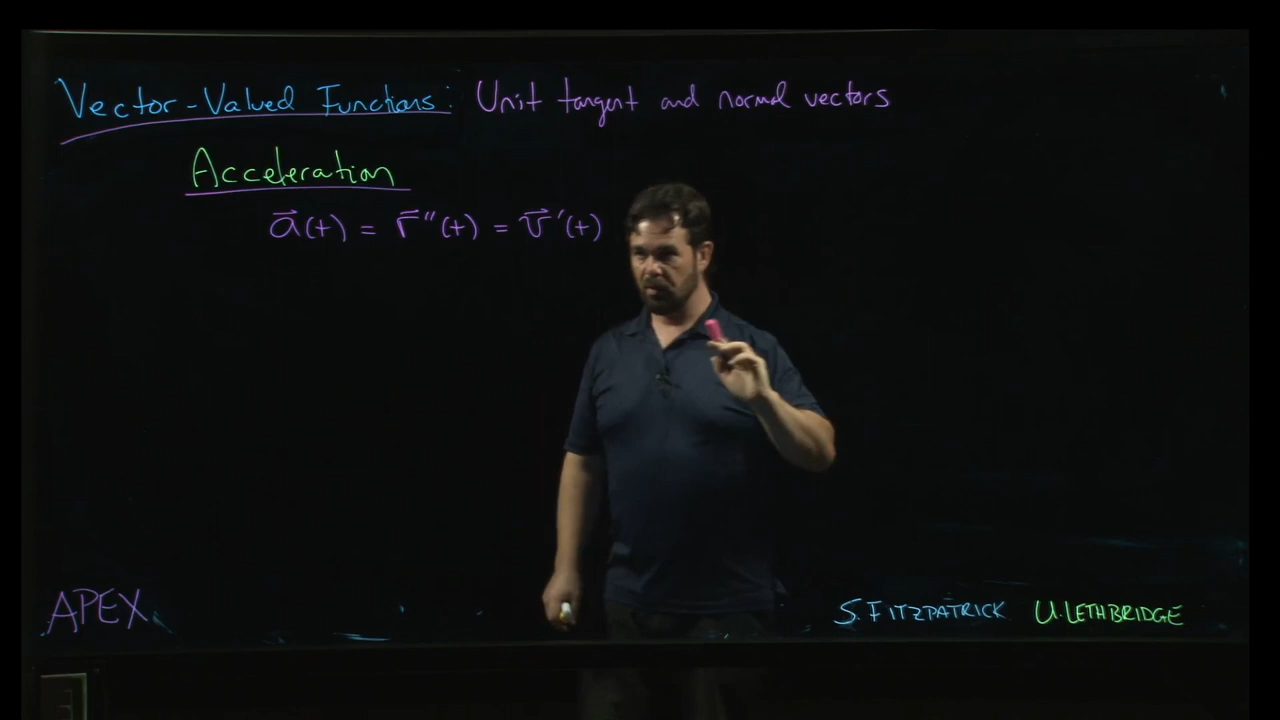 Vector-Valued Functions: Unit tangent and normal vectors
Acceleration
a⃗(t) = r⃗''(t) = v⃗'(t)
APEX
S. FITZPATRICK U. LETHBRIDGE